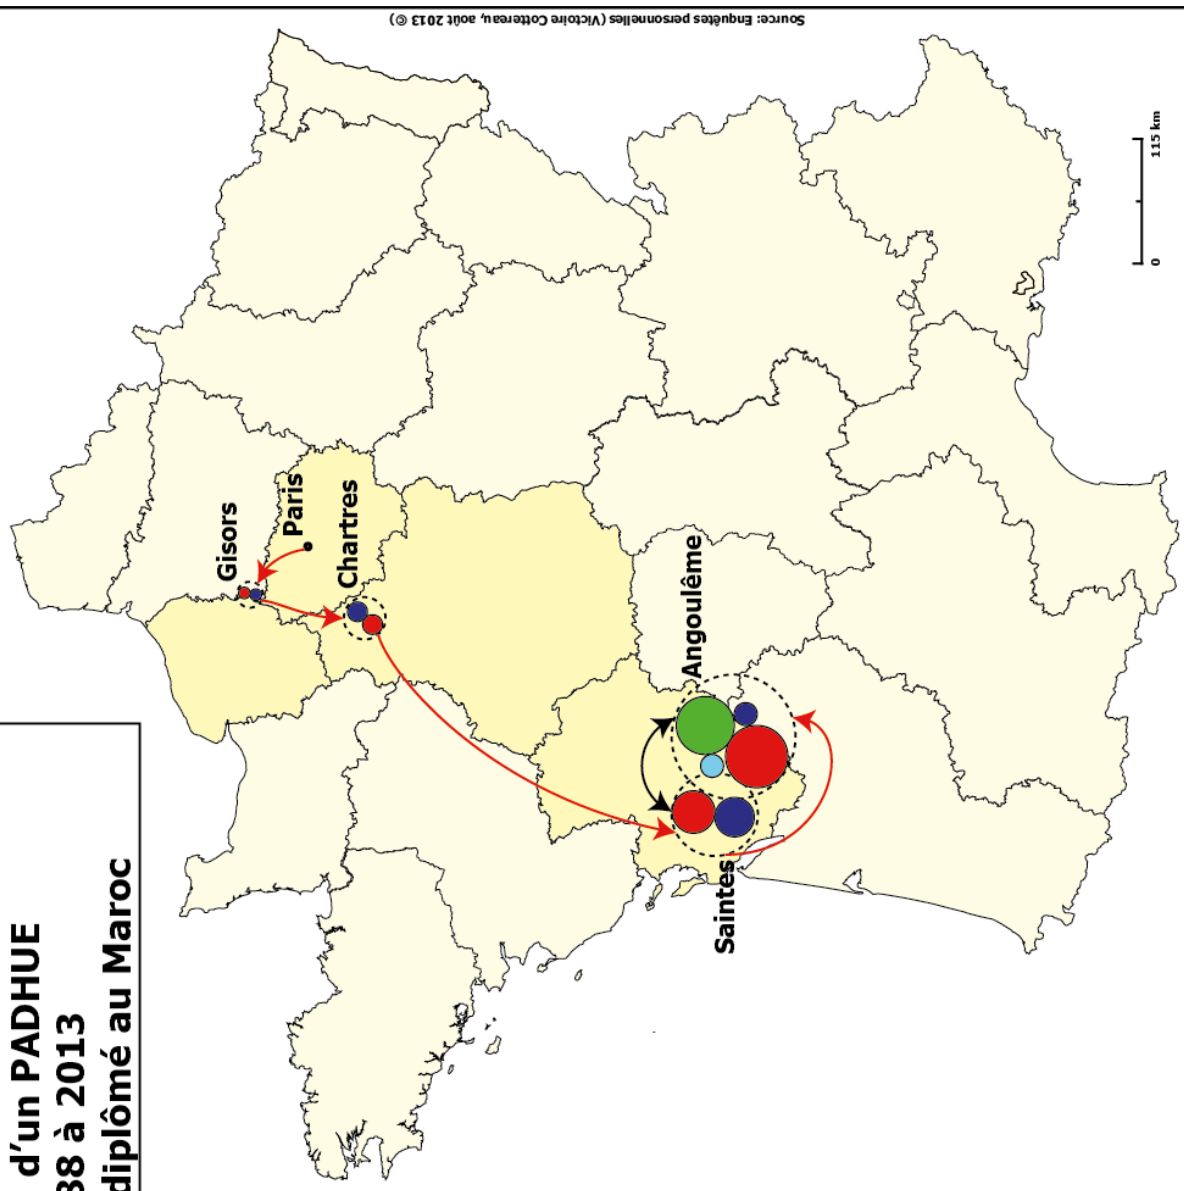 d’un PADHUE
38 à 2013
diplômé au Maroc
Gisors
Paris
Chartres
Angoulême
Saintes
0
115 km
Source: Enquêtes personnelles (Victoire Cottereau, août 2013 ©)